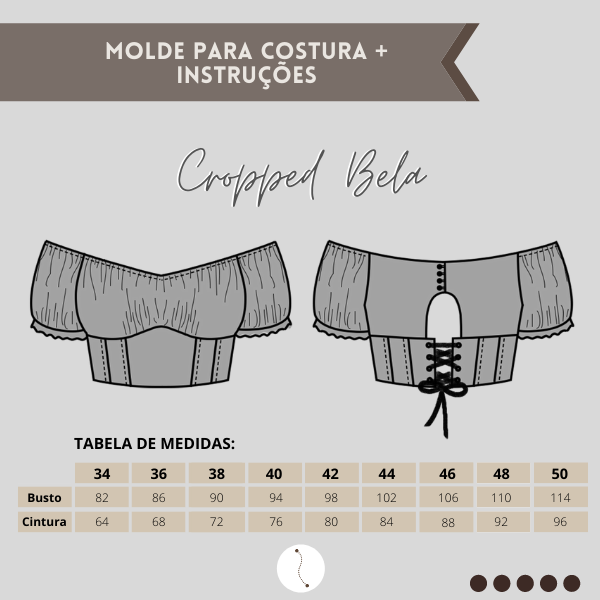 MOLDE PARA COSTURA +
INSTRUÇÕES
Cropped Bela
TABELA DE MEDIDAS:
34 36 38 40 42 44 46 48 50
Busto 82 86 90 94 98 102 106 110 114
Cintura 64 68 72 76 80 84 88 92 96